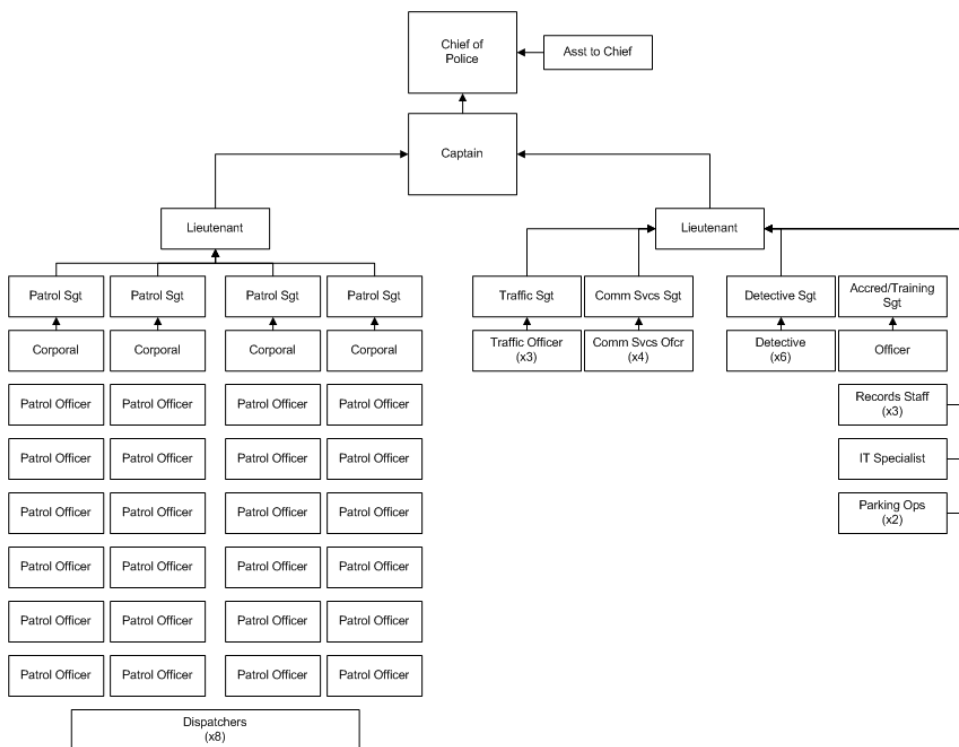 Chief of
Police
Asst to Chief
Captain
Lieutenant
Lieutenant
Patrol Sgt
Patrol Sgt
Patrol Sgt
Patrol Sgt
Traffic Sgt
Comm Svcs Sgt
Detective Sgt
Accred/Training
Sgt
Corporal
Corporal
Corporal
Corporal
Traffic Officer
(x3)
Comm Svcs Ofcr
(x4)
Detective
(x6)
Officer
Patrol Officer
Patrol Officer
Patrol Officer
Patrol Officer
Records Staff
(x3)
Patrol Officer
Patrol Officer
Patrol Officer
Patrol Officer
IT Specialist
Patrol Officer
Patrol Officer
Patrol Officer
Patrol Officer
Parking Ops
(x2)
Patrol Officer
Patrol Officer
Patrol Officer
Patrol Officer
Patrol Officer
Patrol Officer
Patrol Officer
Patrol Officer
Patrol Officer
Patrol Officer
Patrol Officer
Patrol Officer
Dispatchers
(x8)